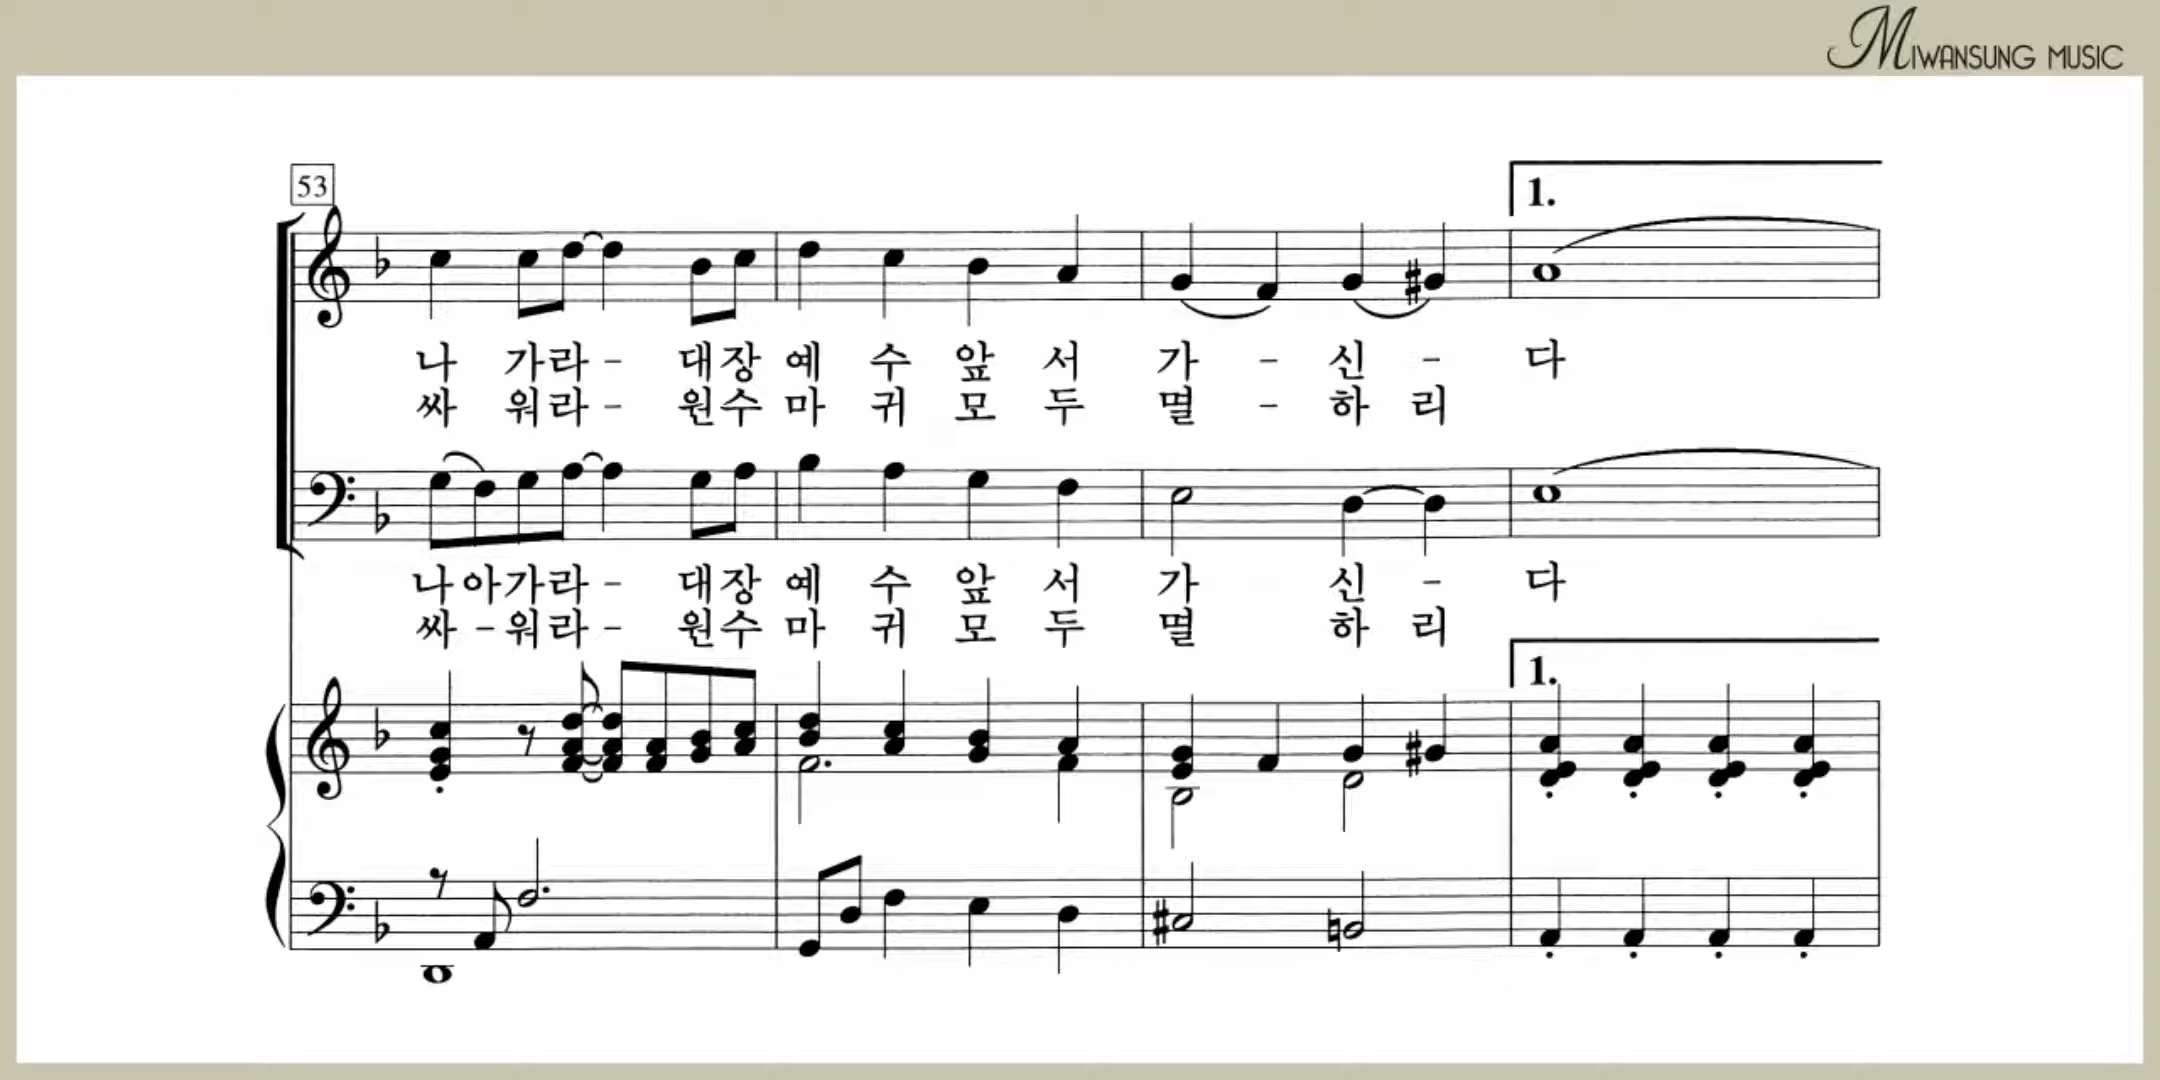 MIWANSUNG MUSIC
53
1.
나 가라 - 대장 예 수 앞 서 가 - 신 - 다
싸 워라 - 원수 마 귀 모 두 멸 - 하 리
나아가라 - 대장 예 수 앞 서 가 신 - 다
싸 - 워라 - 원수 마 귀 모 두 멸 하 리
1.